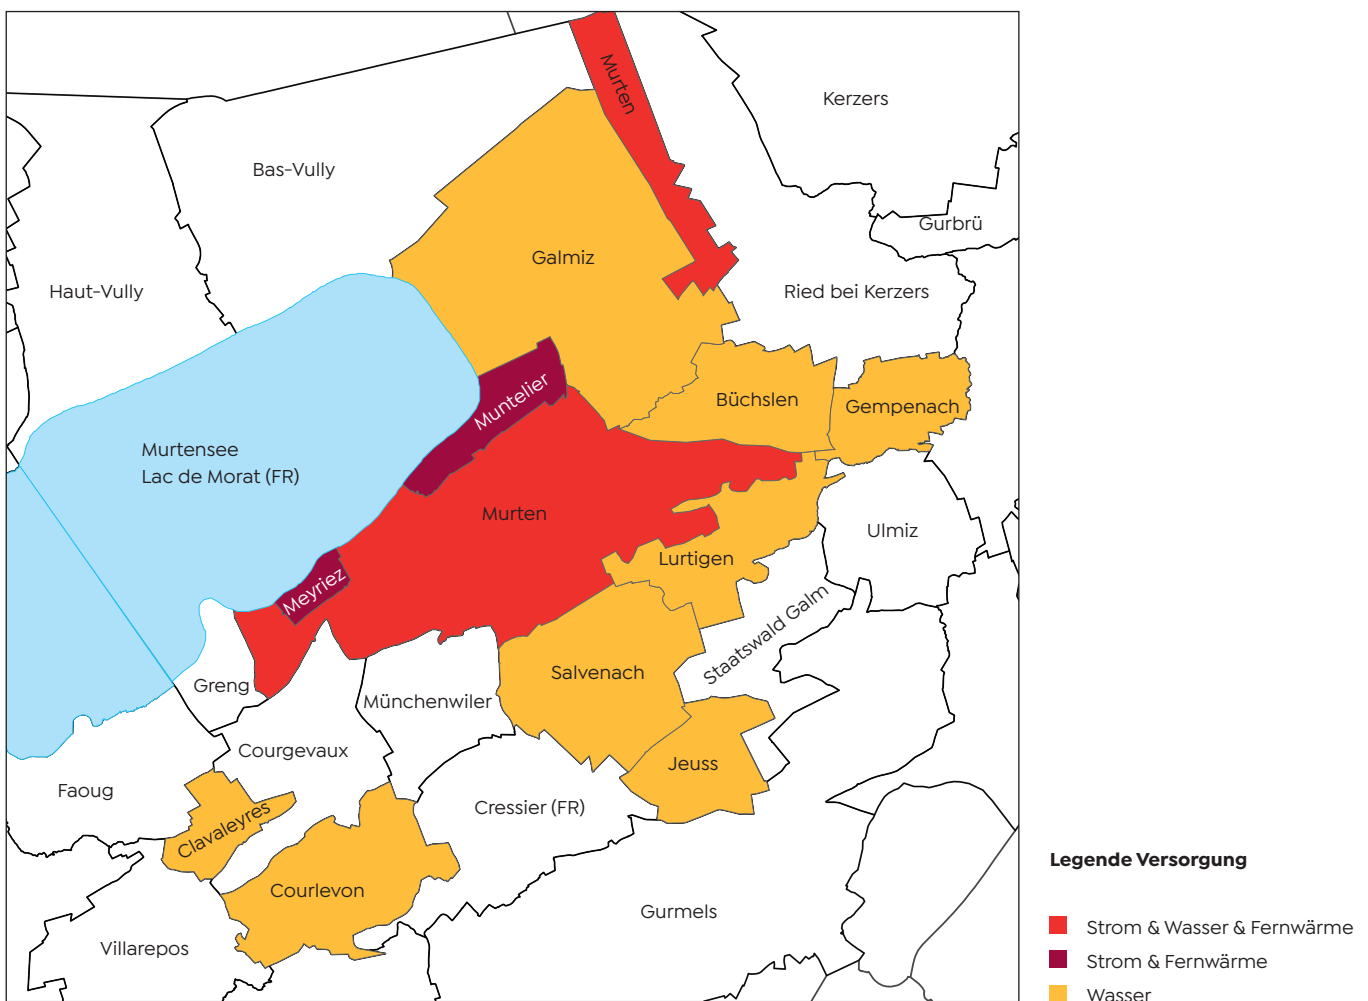 Murten
Kerzers
Bas-Vully
Gurbrü
Galmiz
Haut-Vully
Ried bei Kerzers
Muntelier
Büchslen
Gempenach
Murtensee
Lac de Morat (FR)
Murten
Ulmiz
Lurtigen
Meyriez
Staatswald Galm
Salvenach
Greng
Münchenwiler
Courgevaux
Jeuss
Faoug
Cressier (FR)
Clavaleyres
Courlevon
Gurmels
Villarepos
Legende Versorgung
Strom & Wasser & Fernwärme
Strom & Fernwärme
Wasser